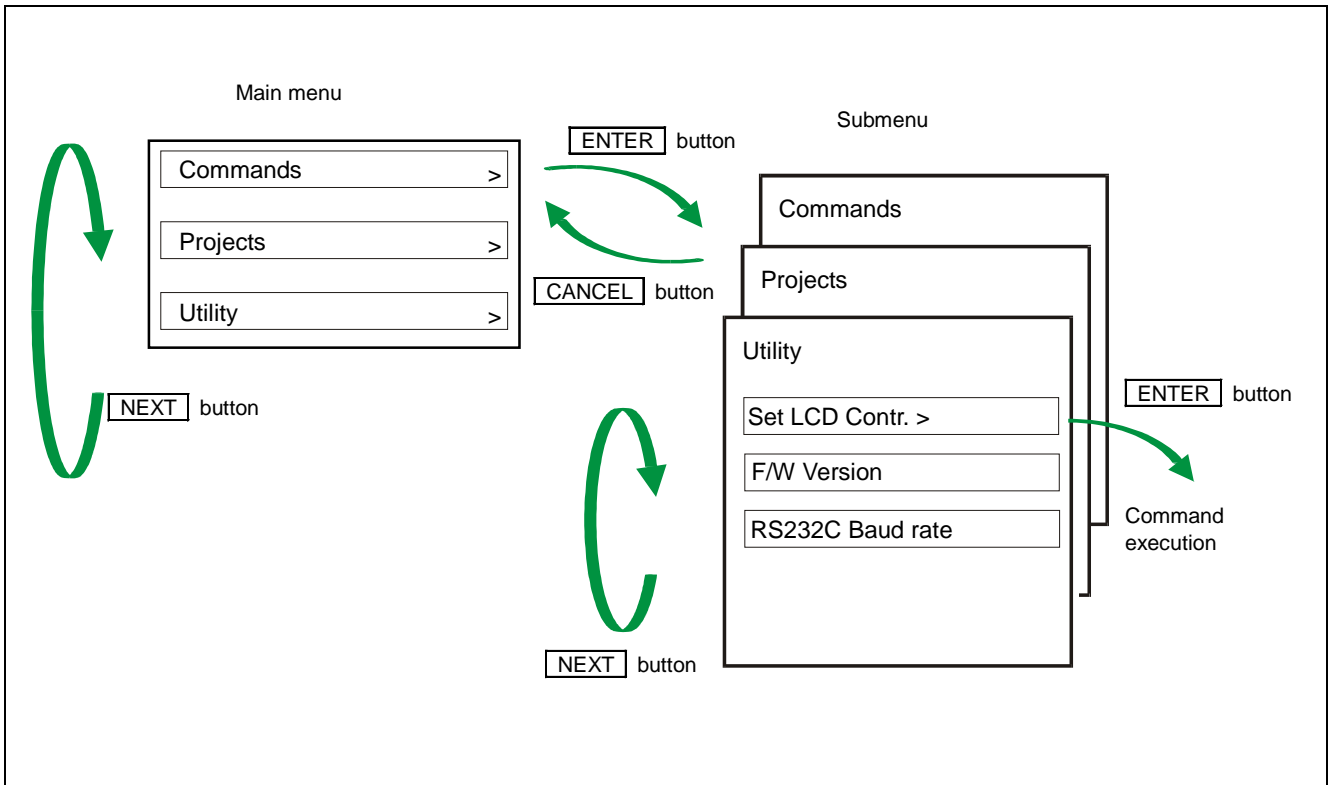 Main menu
Commands >
Projects >
Utility >
NEXT button
ENTER button
CANCEL button
Submenu
Commands
Projects
Utility
Set LCD Contr. >
F/W Version
RS232C Baud rate
NEXT button
ENTER button
Command
execution